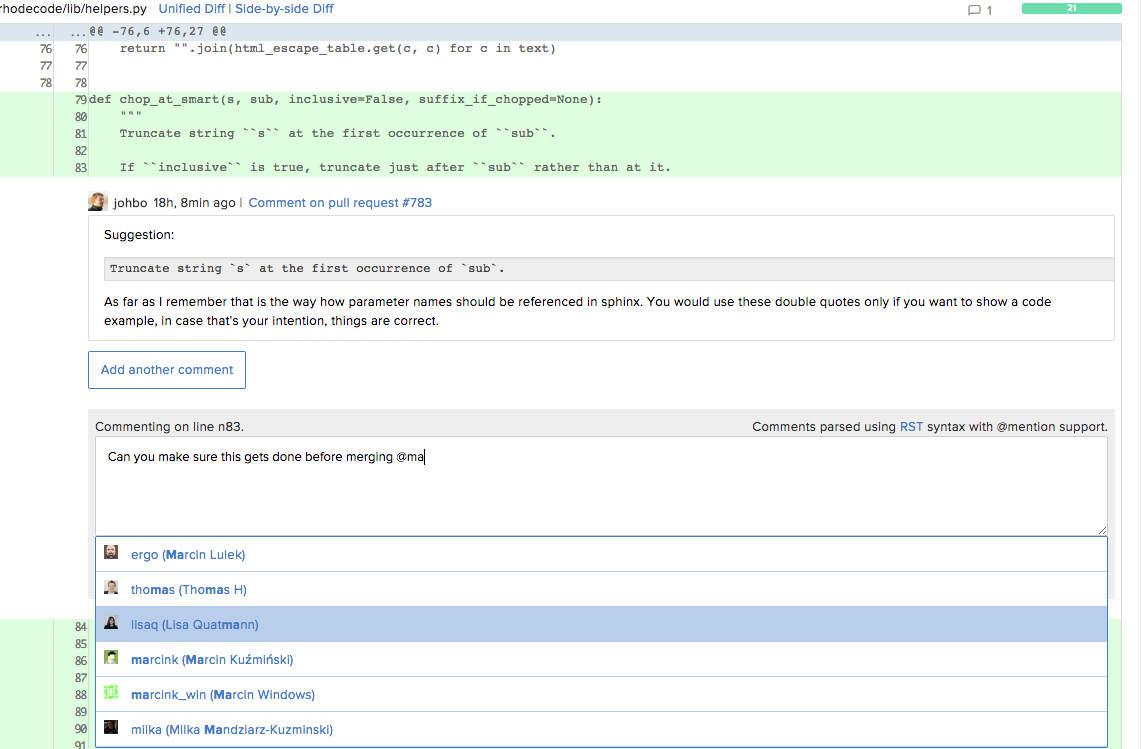 rhodecode/lib/helpers.py Unified Diff | Side-by-side Diff 1 21
... ... @@ -76,6 +76,27 @@
76 76 return "".join(html_escape_table.get(c, c) for c in text)
77 77
78 78
79 def chop_at_smart(s, sub, inclusive=False, suffix_if_chopped=None):
80 """
81 Truncate string ``s`` at the first occurrence of ``sub``.
82
83 If ``inclusive`` is true, truncate just after ``sub`` rather than at it.
johbo 18h, 8min ago | Comment on pull request #783
Suggestion:
Truncate string `s` at the first occurrence of `sub`.
As far as I remember that is the way how parameter names should be referenced in sphinx. You would use these double quotes only if you want to show a code
example, in case that's your intention, things are correct.
Add another comment
Commenting on line n83. Comments parsed using RST syntax with @mention support.
Can you make sure this gets done before merging @ma
ergo (Marcin Lulek)
thomas (Thomas H)
84 lisaq (Lisa Quatmann)
85
86 marcink (Marcin Kuźmiński)
87
88 marcink_win (Marcin Windows)
89
90 milka (Milka Mandziarz-Kuzminski)
91